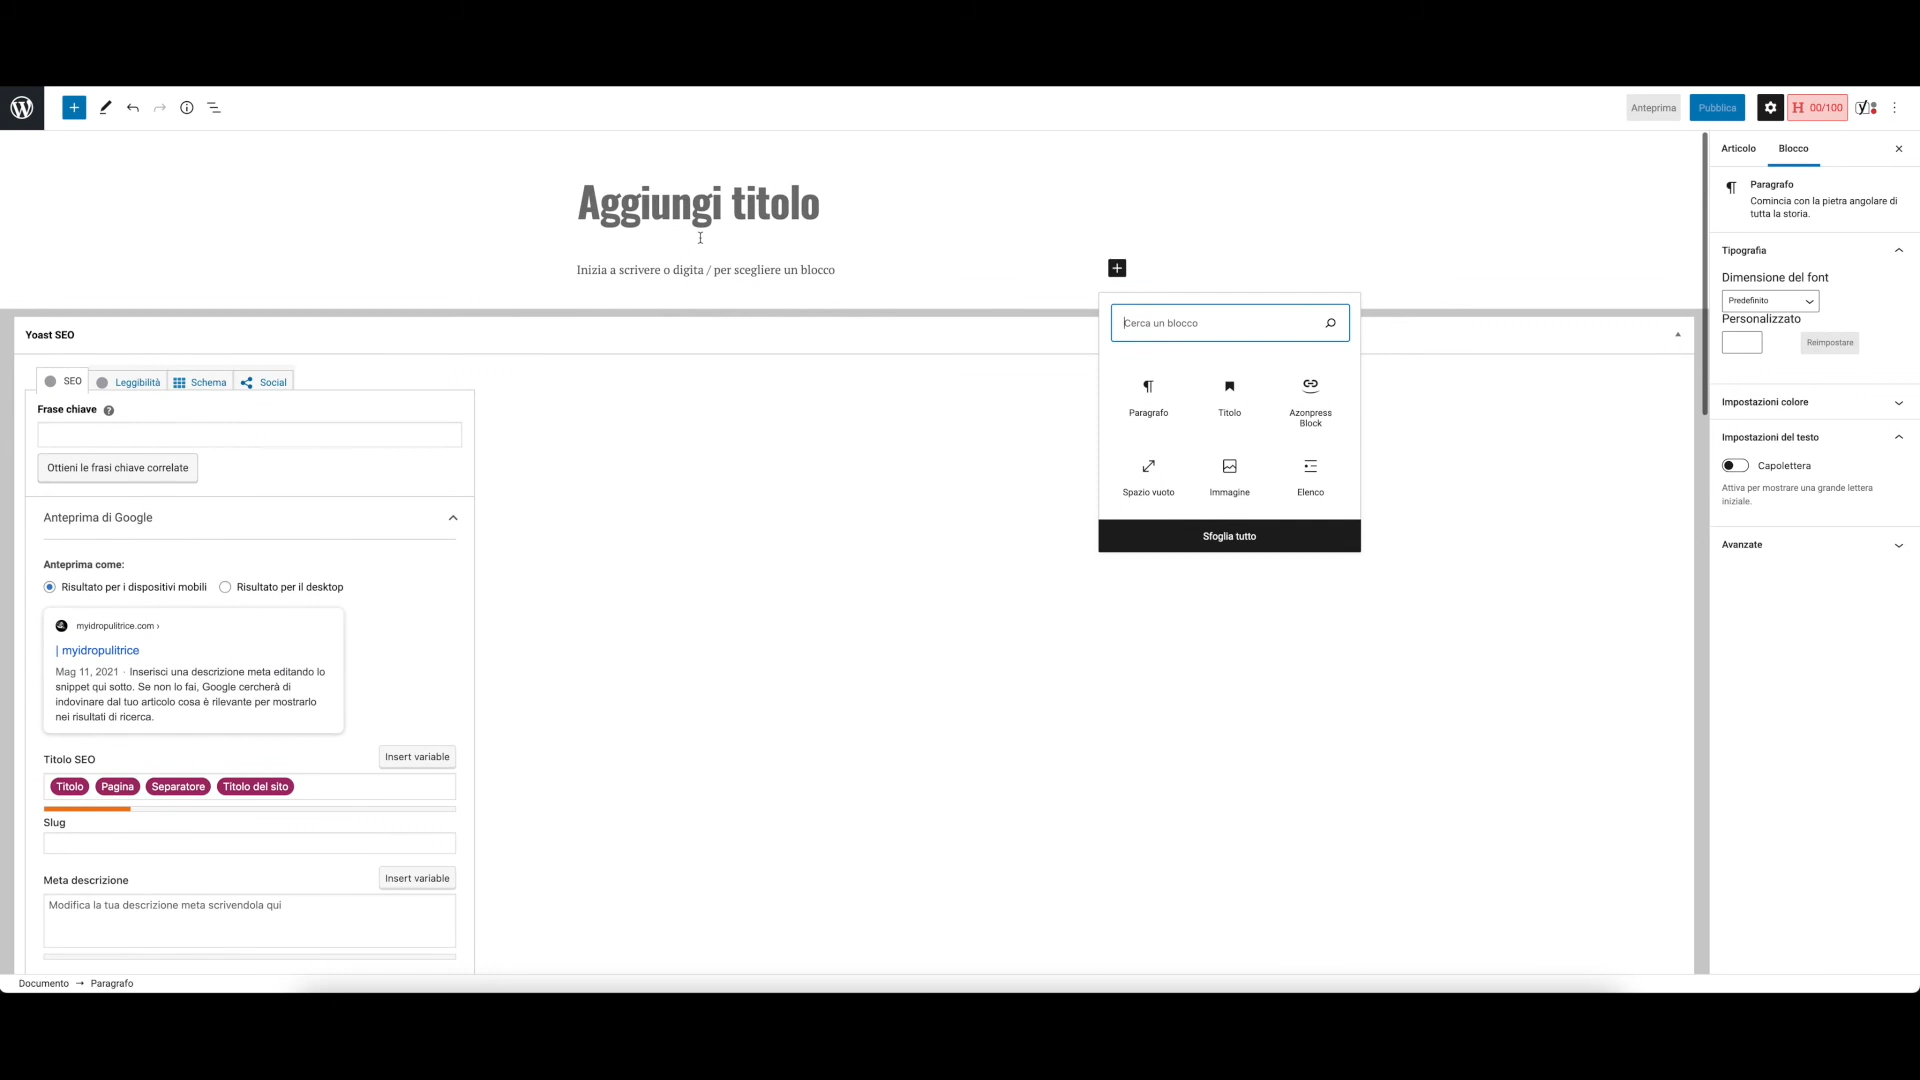 Anteprima
Pubblica
H 00/100
Aggiungi titolo
Inizia a scrivere o digita / per scegliere un blocco
Cerca un blocco
Paragrafo
Titolo
Azonpress
Block
Spazio vuoto
Immagine
Elenco
Sfoglia tutto
Yoast SEO
SEO
Leggibilità
Schema
Social
Frase chiave
Ottieni le frasi chiave correlate
Anteprima di Google
Anteprima come:
Risultato per i dispositivi mobili
Risultato per il desktop
myidropulitrice.com ›
| myidropulitrice
Mag 11, 2021 · Inserisci una descrizione meta editando lo
snippet qui sotto. Se non lo fai, Google cercherà di
indovinare dal tuo articolo cosa è rilevante per mostrarlo
nei risultati di ricerca.
Titolo SEO
Insert variable
Titolo
Pagina
Separatore
Titolo del sito
Slug
Meta descrizione
Insert variable
Modifica la tua descrizione meta scrivendola qui
Documento → Paragrafo
Articolo
Blocco
Paragrafo
Comincia con la pietra angolare di
tutta la storia.
Tipografia
Dimensione del font
Predefinito
Personalizzato
Reimpostare
Impostazioni colore
Impostazioni del testo
Capolettera
Attiva per mostrare una grande lettera
iniziale.
Avanzate